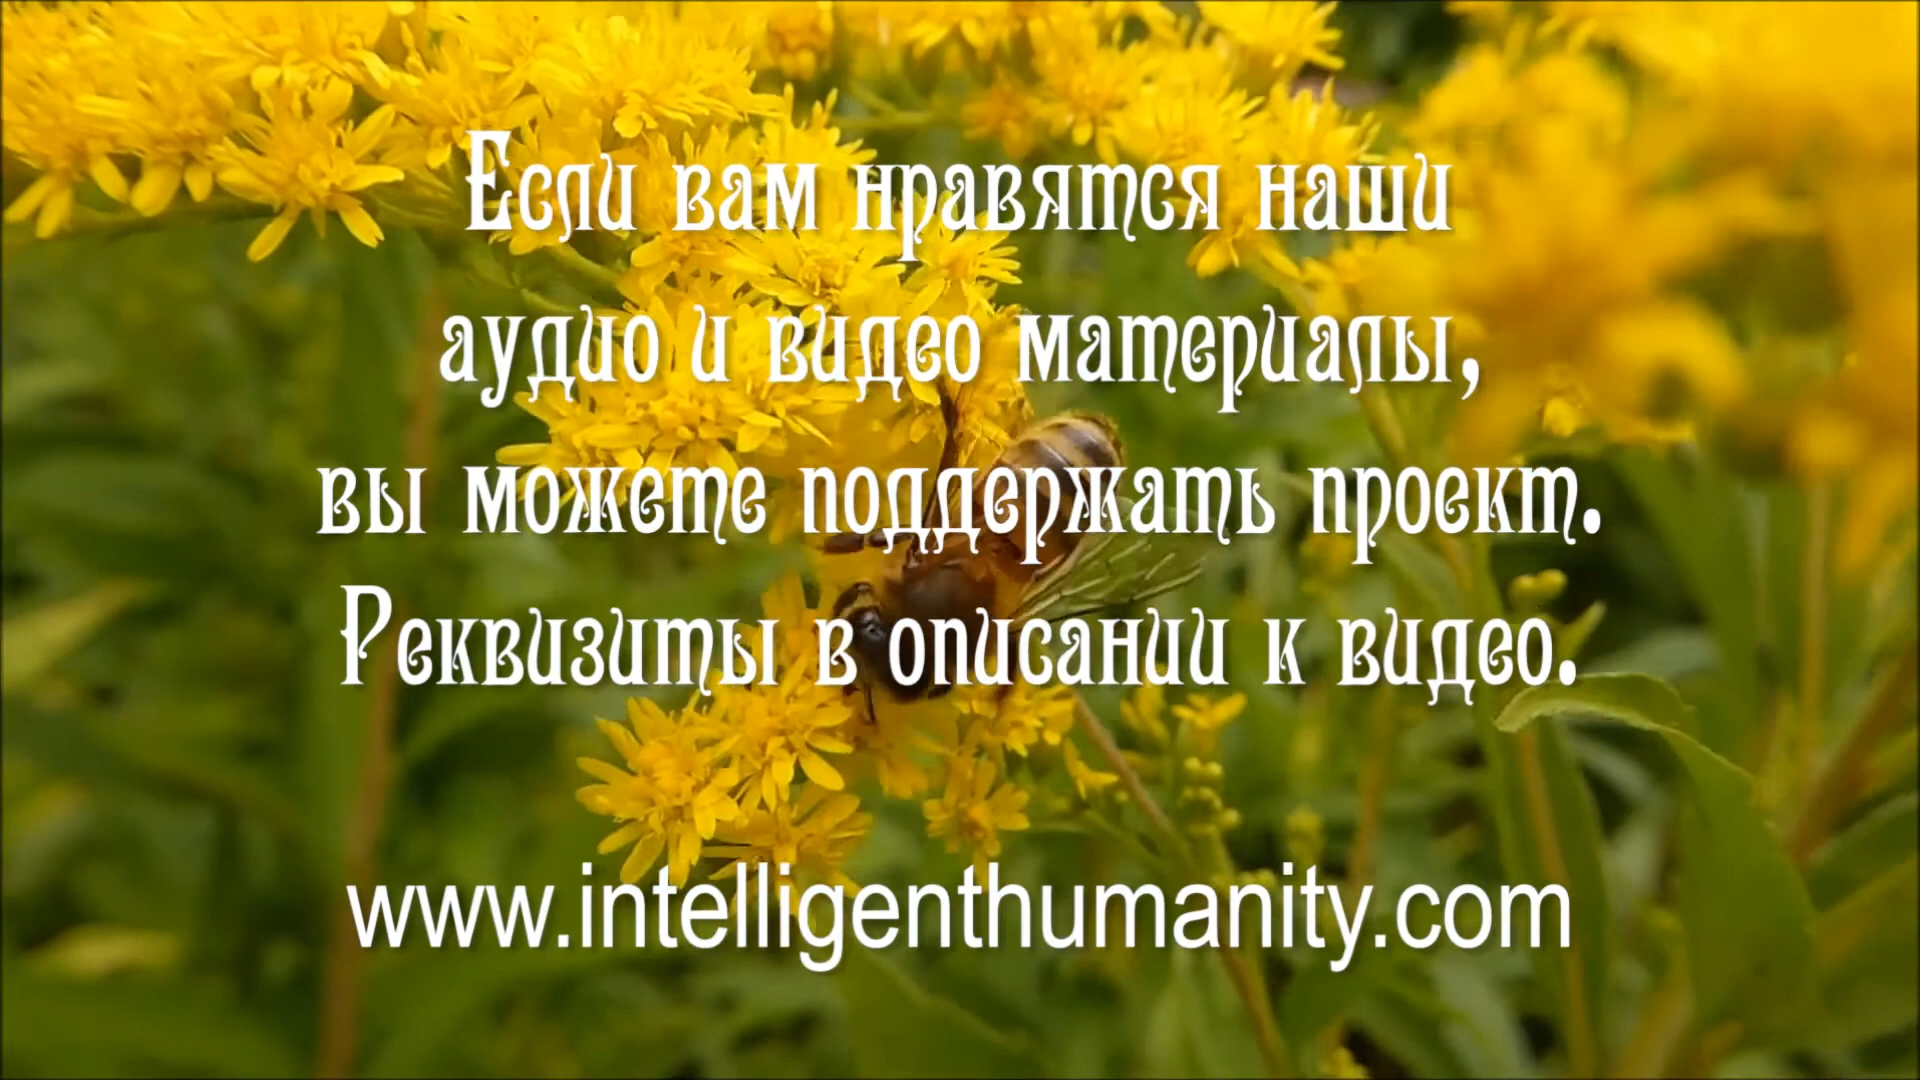 Если вам нравятся наши
аудио и видео материалы,
вы можете поддержать проект.
Реквизиты в описании к видео.
www.intelligenthumanity.com